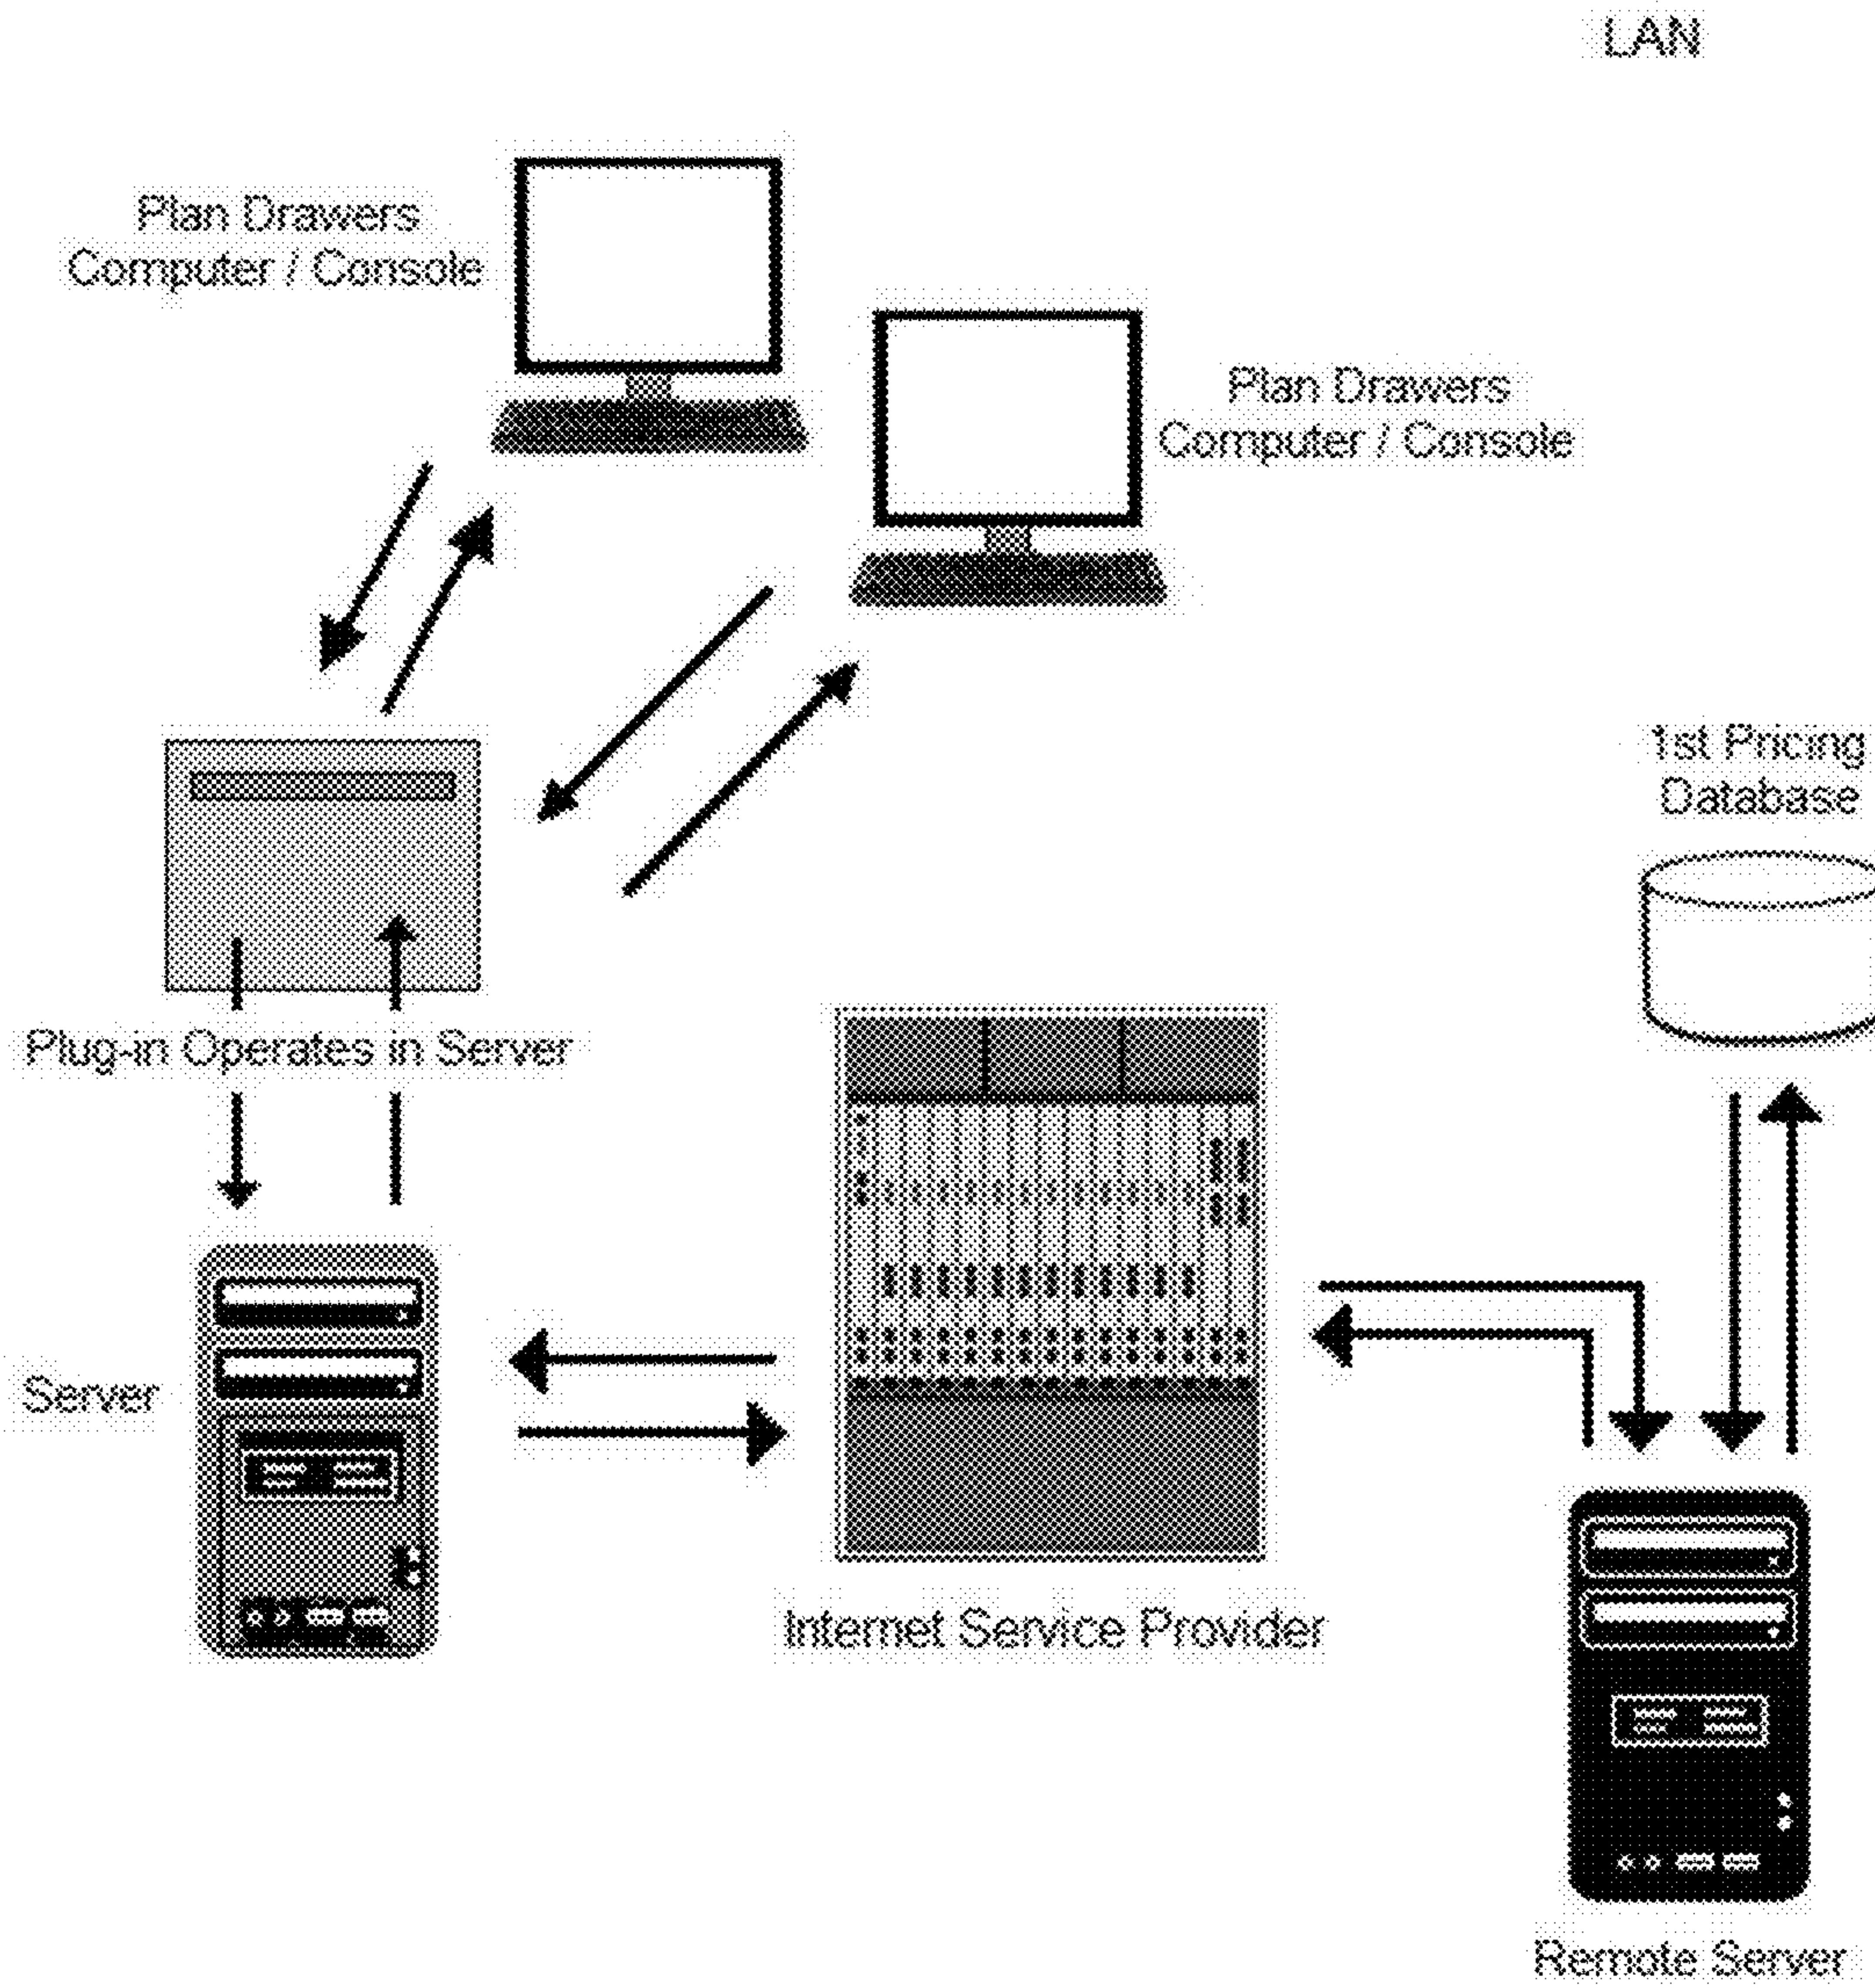 LAN
Plan Drawers
Computer / Console
Plan Drawers
Computer / Console
1st Pricing
Database
Plug-in Operates in Server
Server
Internet Service Provider
Remote Server